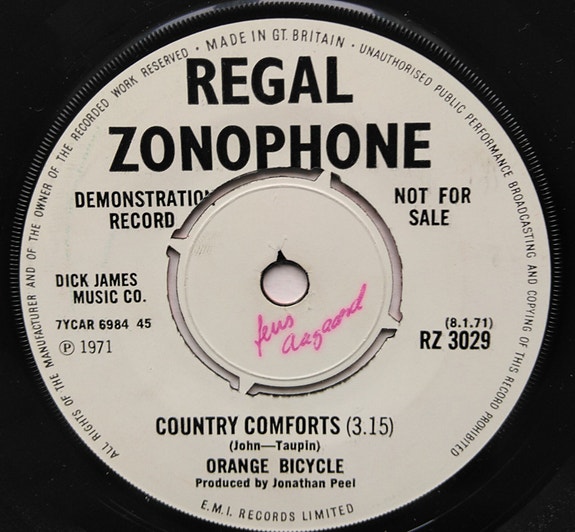 ALL RIGHTS OF THE MANUFACTURER AND OF THE OWNER OF THE RECORDED WORK RESERVED · MADE IN GT. BRITAIN · UNAUTHORISED PUBLIC PERFORMANCE BROADCASTING AND COPYING OF THIS RECORD PROHIBITED
REGAL
ZONOPHONE
DEMONSTRATION
RECORD
NOT FOR
SALE
DICK JAMES
MUSIC CO.
7YCAR 6984 45
Ⓟ 1971
(8.1.71)
RZ 3029
Jens
Aagaard
COUNTRY COMFORTS (3.15)
(John—Taupin)
ORANGE BICYCLE
Produced by Jonathan Peel
E.M.I. RECORDS LIMITED